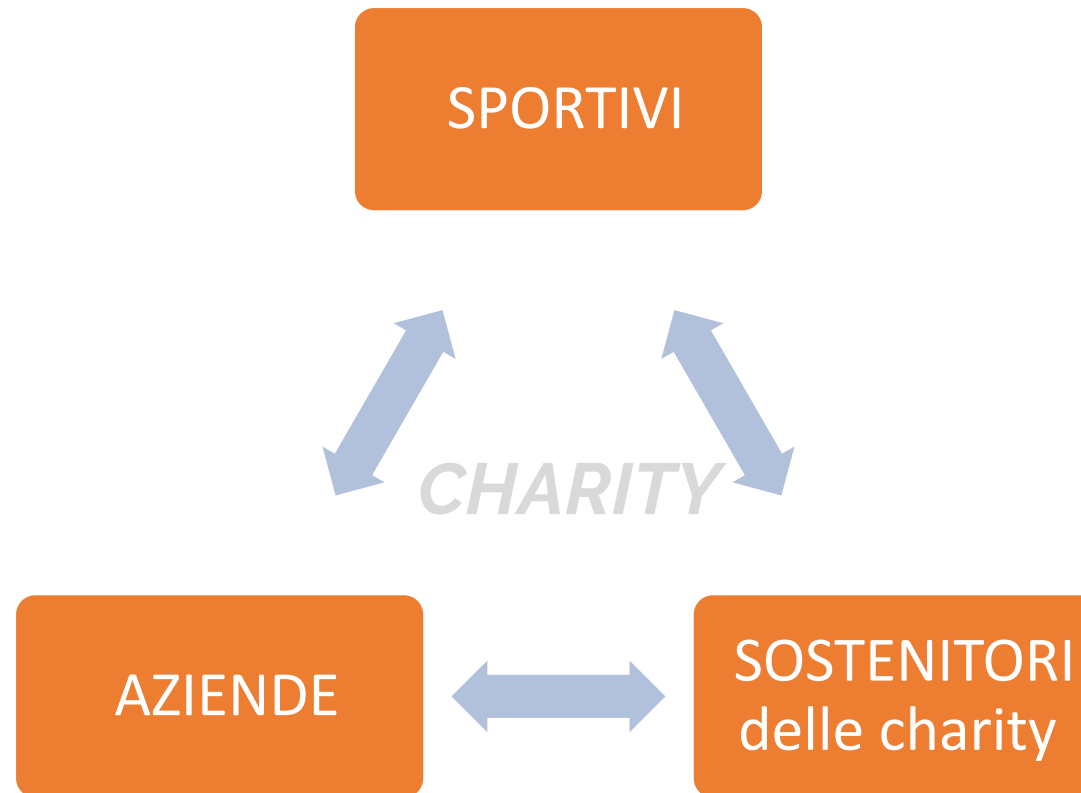 SPORTIVI
CHARITY
AZIENDE
SOSTENITORI
delle charity